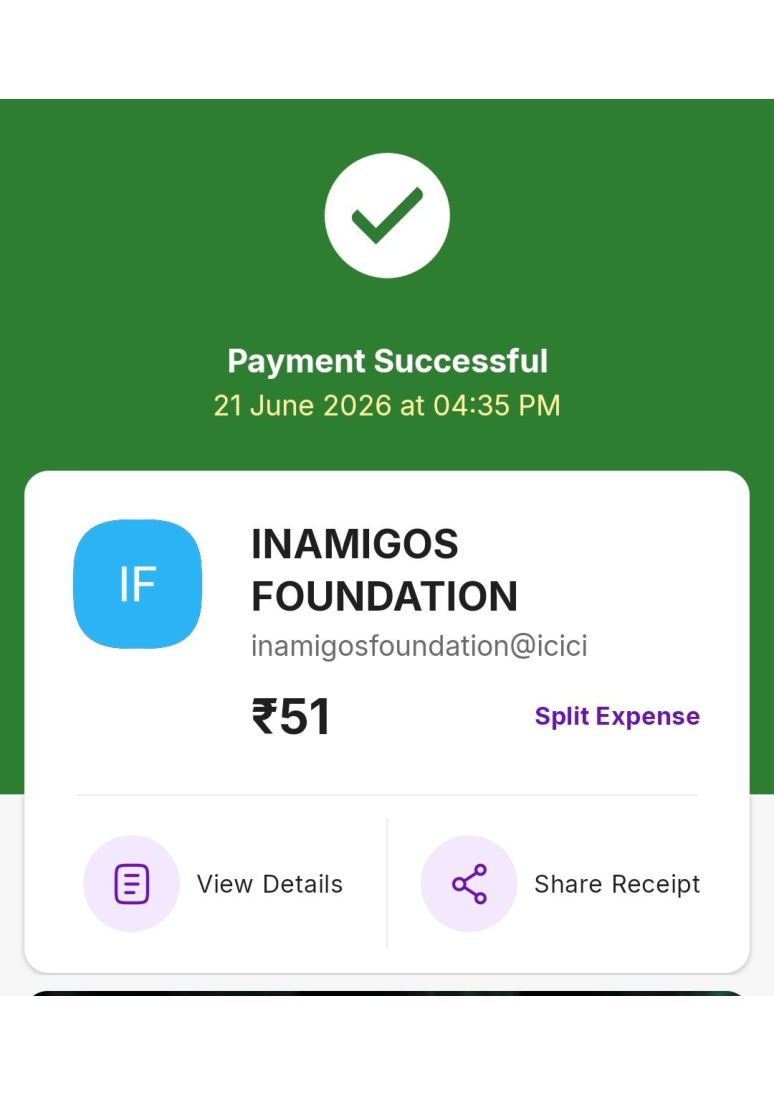 Payment Successful
21 June 2026 at 04:35 PM
IF
INAMIGOS
FOUNDATION
inamigosfoundation@icici
₹51
Split Expense
View Details
Share Receipt